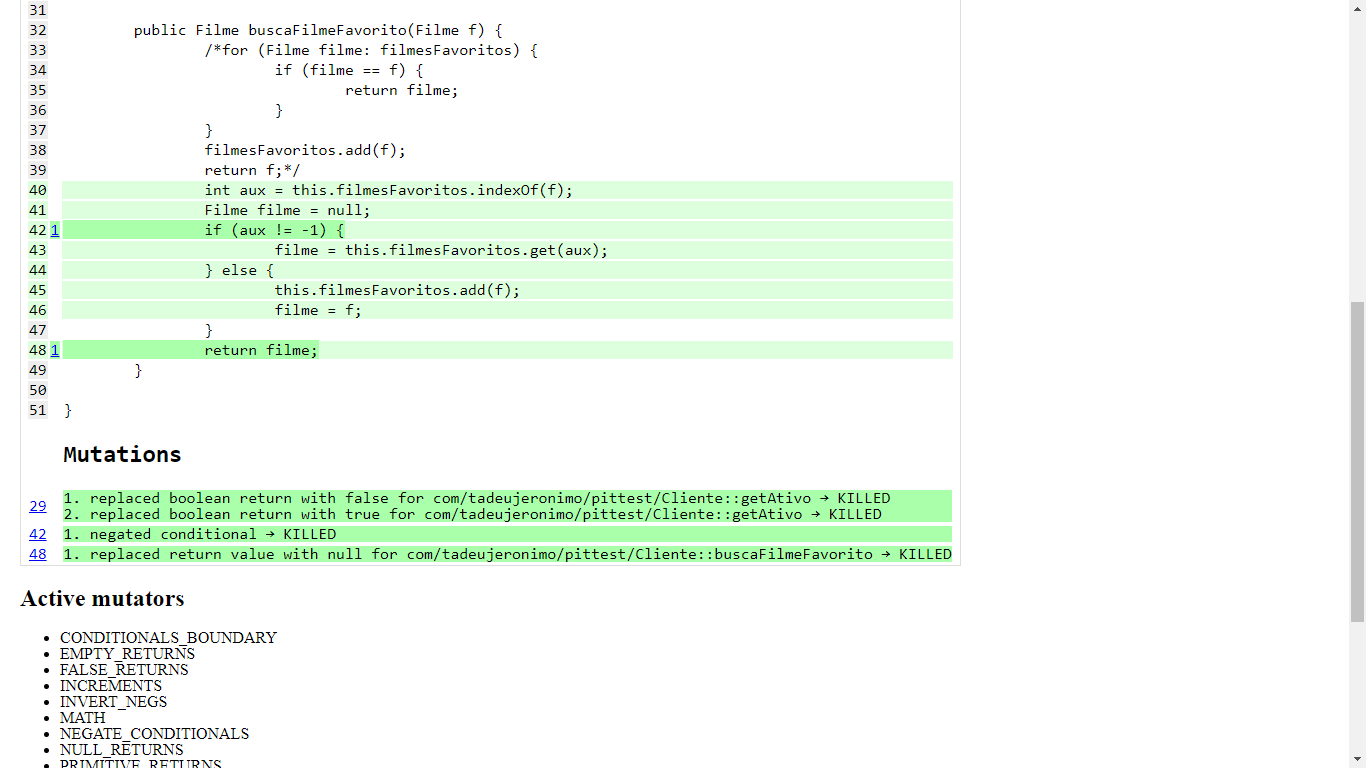 31
32 public Filme buscaFilmeFavorito(Filme f) {
33 /*for (Filme filme: filmesFavoritos) {
34 if (filme == f) {
35 return filme;
36 }
37 }
38 filmesFavoritos.add(f);
39 return f;*/
40 int aux = this.filmesFavoritos.indexOf(f);
41 Filme filme = null;
42 1 if (aux != -1) {
43 filme = this.filmesFavoritos.get(aux);
44 } else {
45 this.filmesFavoritos.add(f);
46 filme = f;
47 }
48 1 return filme;
49 }
50
51 }
Mutations
29 1. replaced boolean return with false for com/tadeujeronimo/pittest/Cliente::getAtivo → KILLED
2. replaced boolean return with true for com/tadeujeronimo/pittest/Cliente::getAtivo → KILLED
42 1. negated conditional → KILLED
48 1. replaced return value with null for com/tadeujeronimo/pittest/Cliente::buscaFilmeFavorito → KILLED
Active mutators
• CONDITIONALS_BOUNDARY
• EMPTY_RETURNS
• FALSE_RETURNS
• INCREMENTS
• INVERT_NEGS
• MATH
• NEGATE_CONDITIONALS
• NULL_RETURNS
• PRIMITIVE_RETURNS